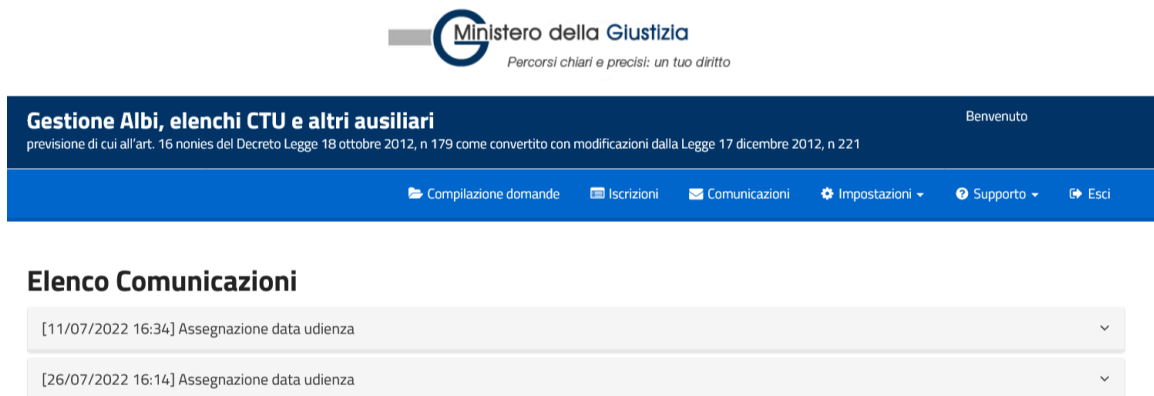 Ministero della Giustizia
Percorsi chiari e precisi: un tuo diritto
Gestione Albi, elenchi CTU e altri ausiliari
Benvenuto
previsione di cui all'art. 16 nonies del Decreto Legge 18 ottobre 2012, n 179 come convertito con modificazioni dalla Legge 17 dicembre 2012, n 221
Compilazione domande Iscrizioni Comunicazioni Impostazioni Supporto Esci
Elenco Comunicazioni
[11/07/2022 16:34] Assegnazione data udienza
[26/07/2022 16:14] Assegnazione data udienza